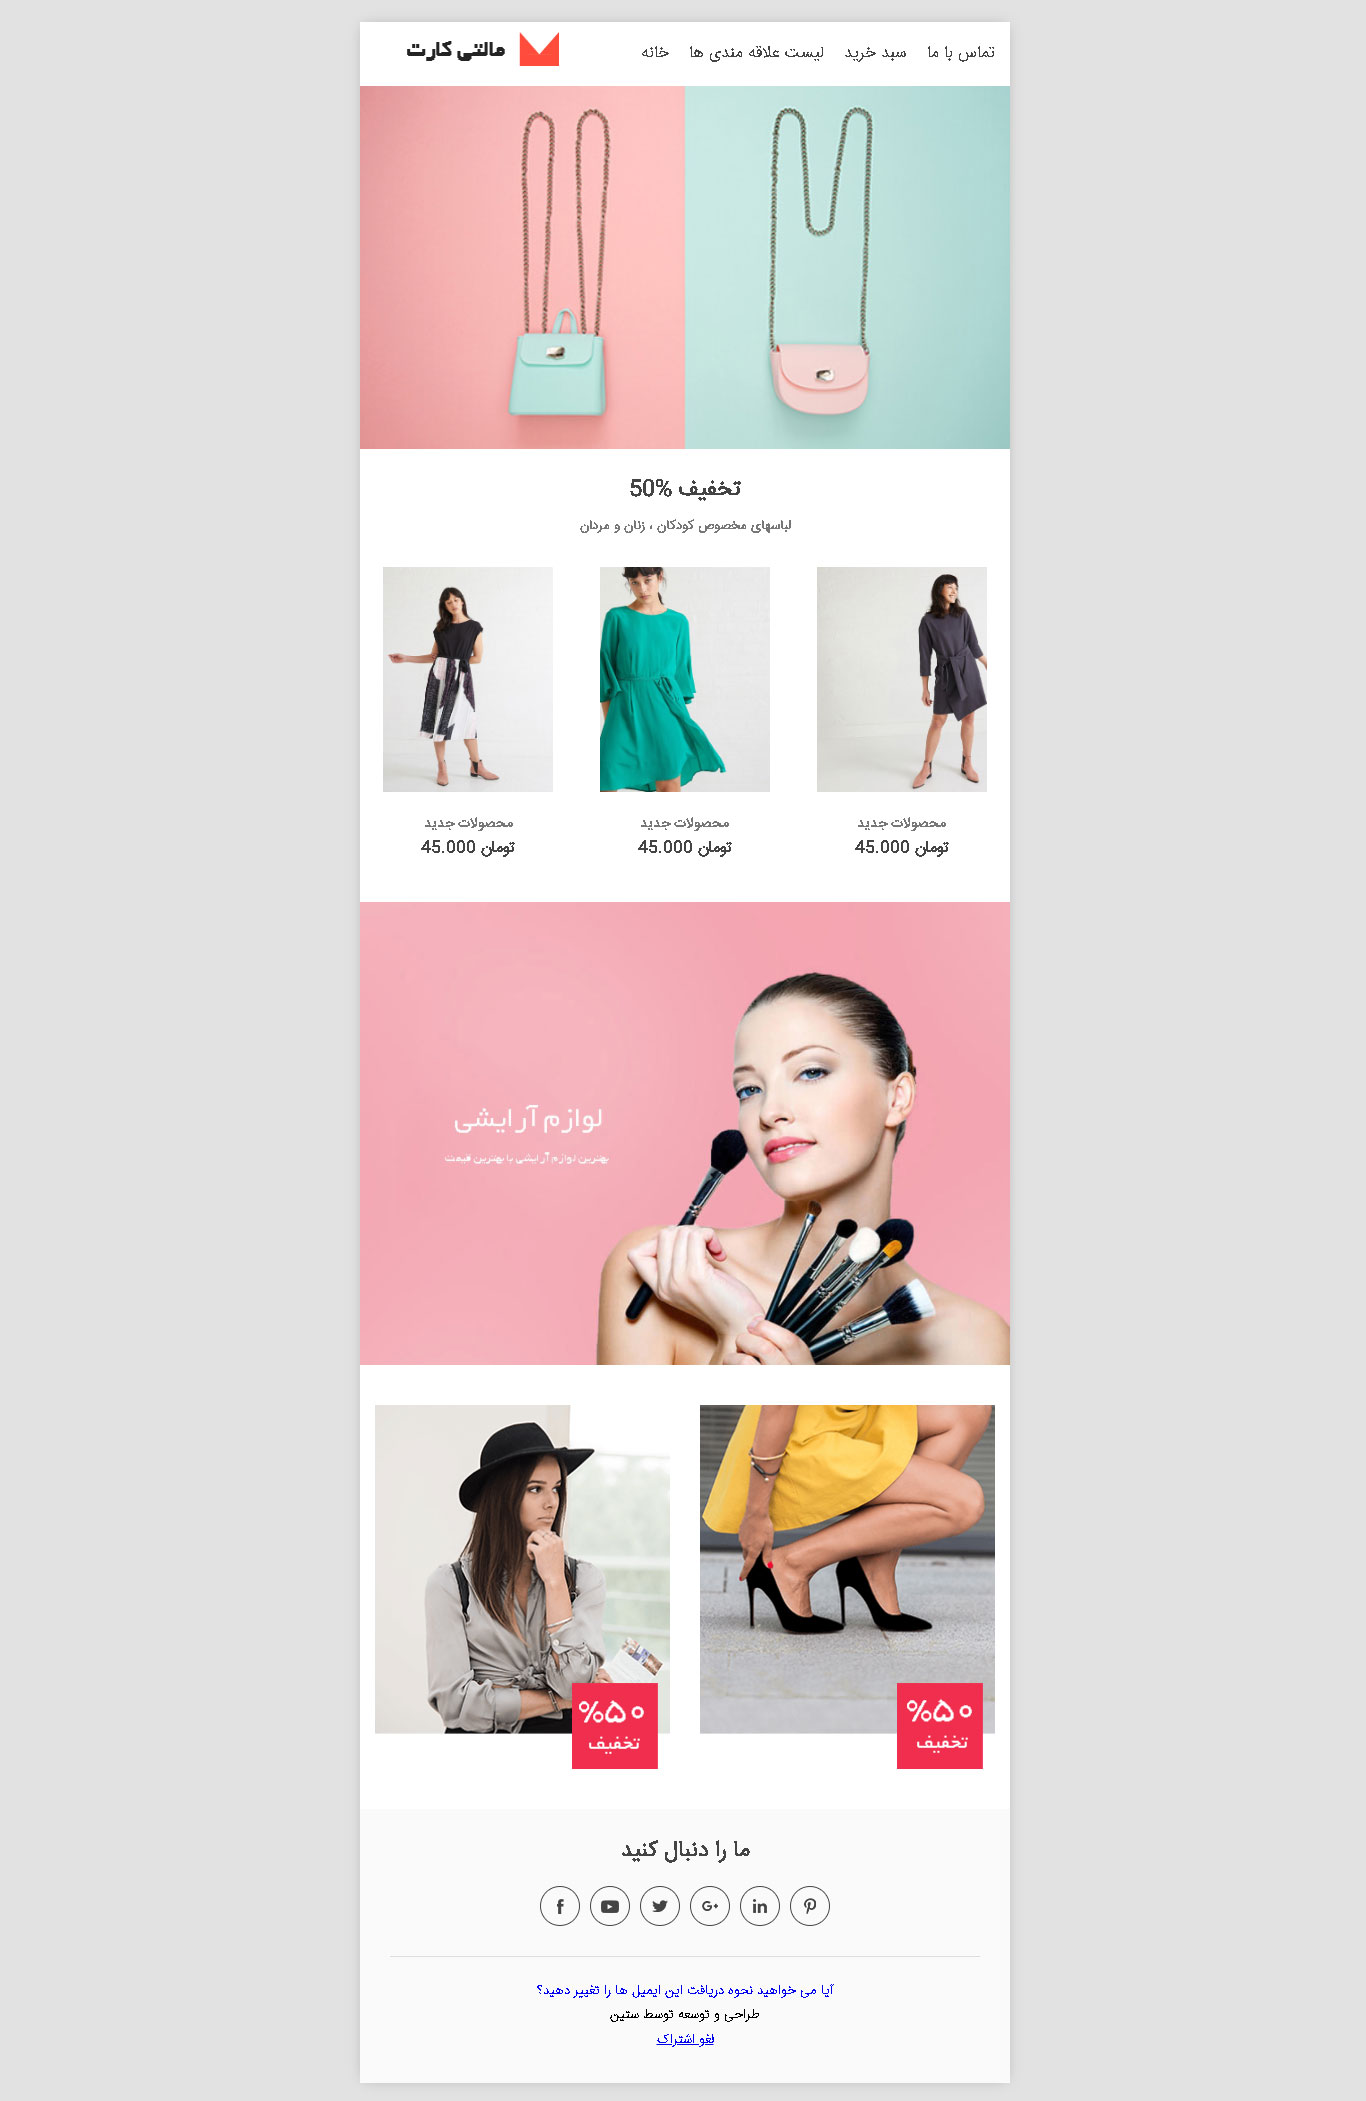 مالتی کارت
خانه
لیست علاقه مندی ها
سبد خرید
تماس با ما
50% تخفیف
لباسهای مخصوص کودکان ، زنان و مردان
محصولات جدید
45.000 تومان
محصولات جدید
45.000 تومان
محصولات جدید
45.000 تومان
لوازم آرایشی
بهترین لوازم آرایشی با بهترین قیمت
%۵۰
تخفیف
%۵۰
تخفیف
ما را دنبال کنید
آیا می خواهید نحوه دریافت این ایمیل ها را تغییر دهید؟
طراحی و توسعه توسط ستین
لغو اشتراک